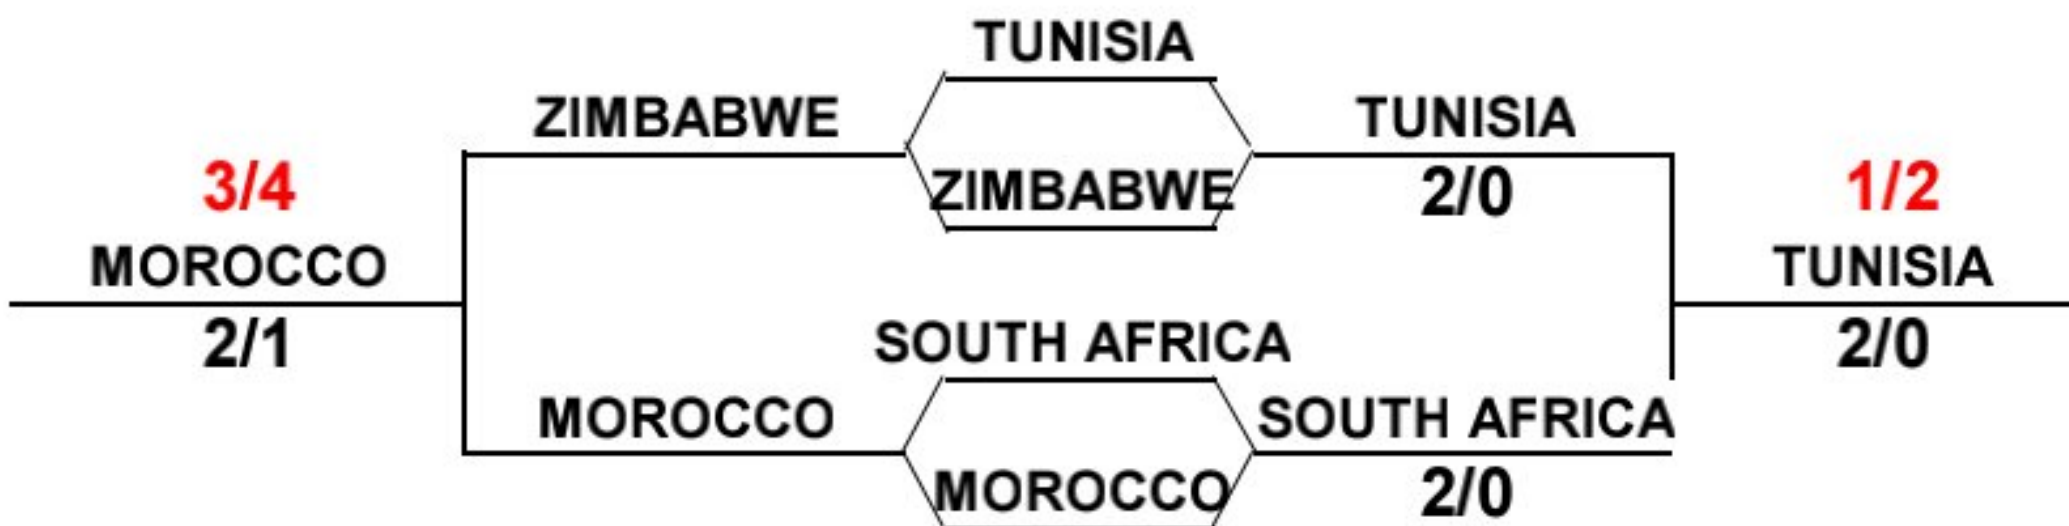 TUNISIA
ZIMBABWE TUNISIA
3/4 ZIMBABWE 2/0 1/2
MOROCCO TUNISIA
2/1 SOUTH AFRICA 2/0
MOROCCO SOUTH AFRICA
MOROCCO 2/0